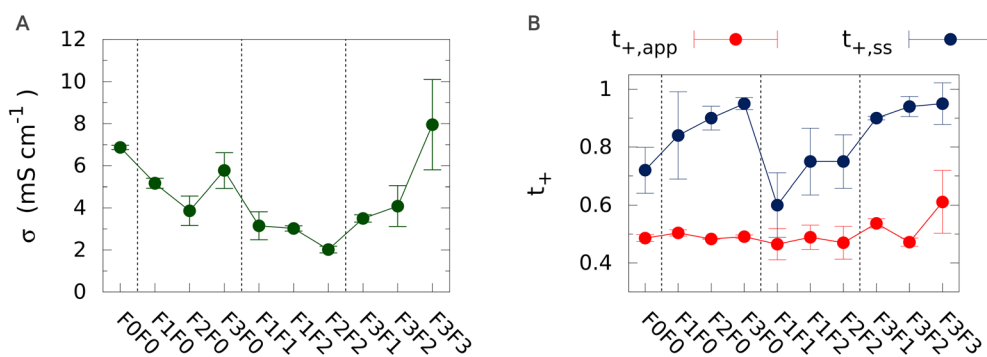 A
σ (mS cm⁻¹)
12
10
8
6
4
2
0
F0F0
F1F0
F2F0
F3F0
F1F1
F1F2
F2F2
F3F1
F3F2
F3F3
B
t+,app
t+,ss
t+
1
0.8
0.6
0.4
F0F0
F1F0
F2F0
F3F0
F1F1
F1F2
F2F2
F3F1
F3F2
F3F3